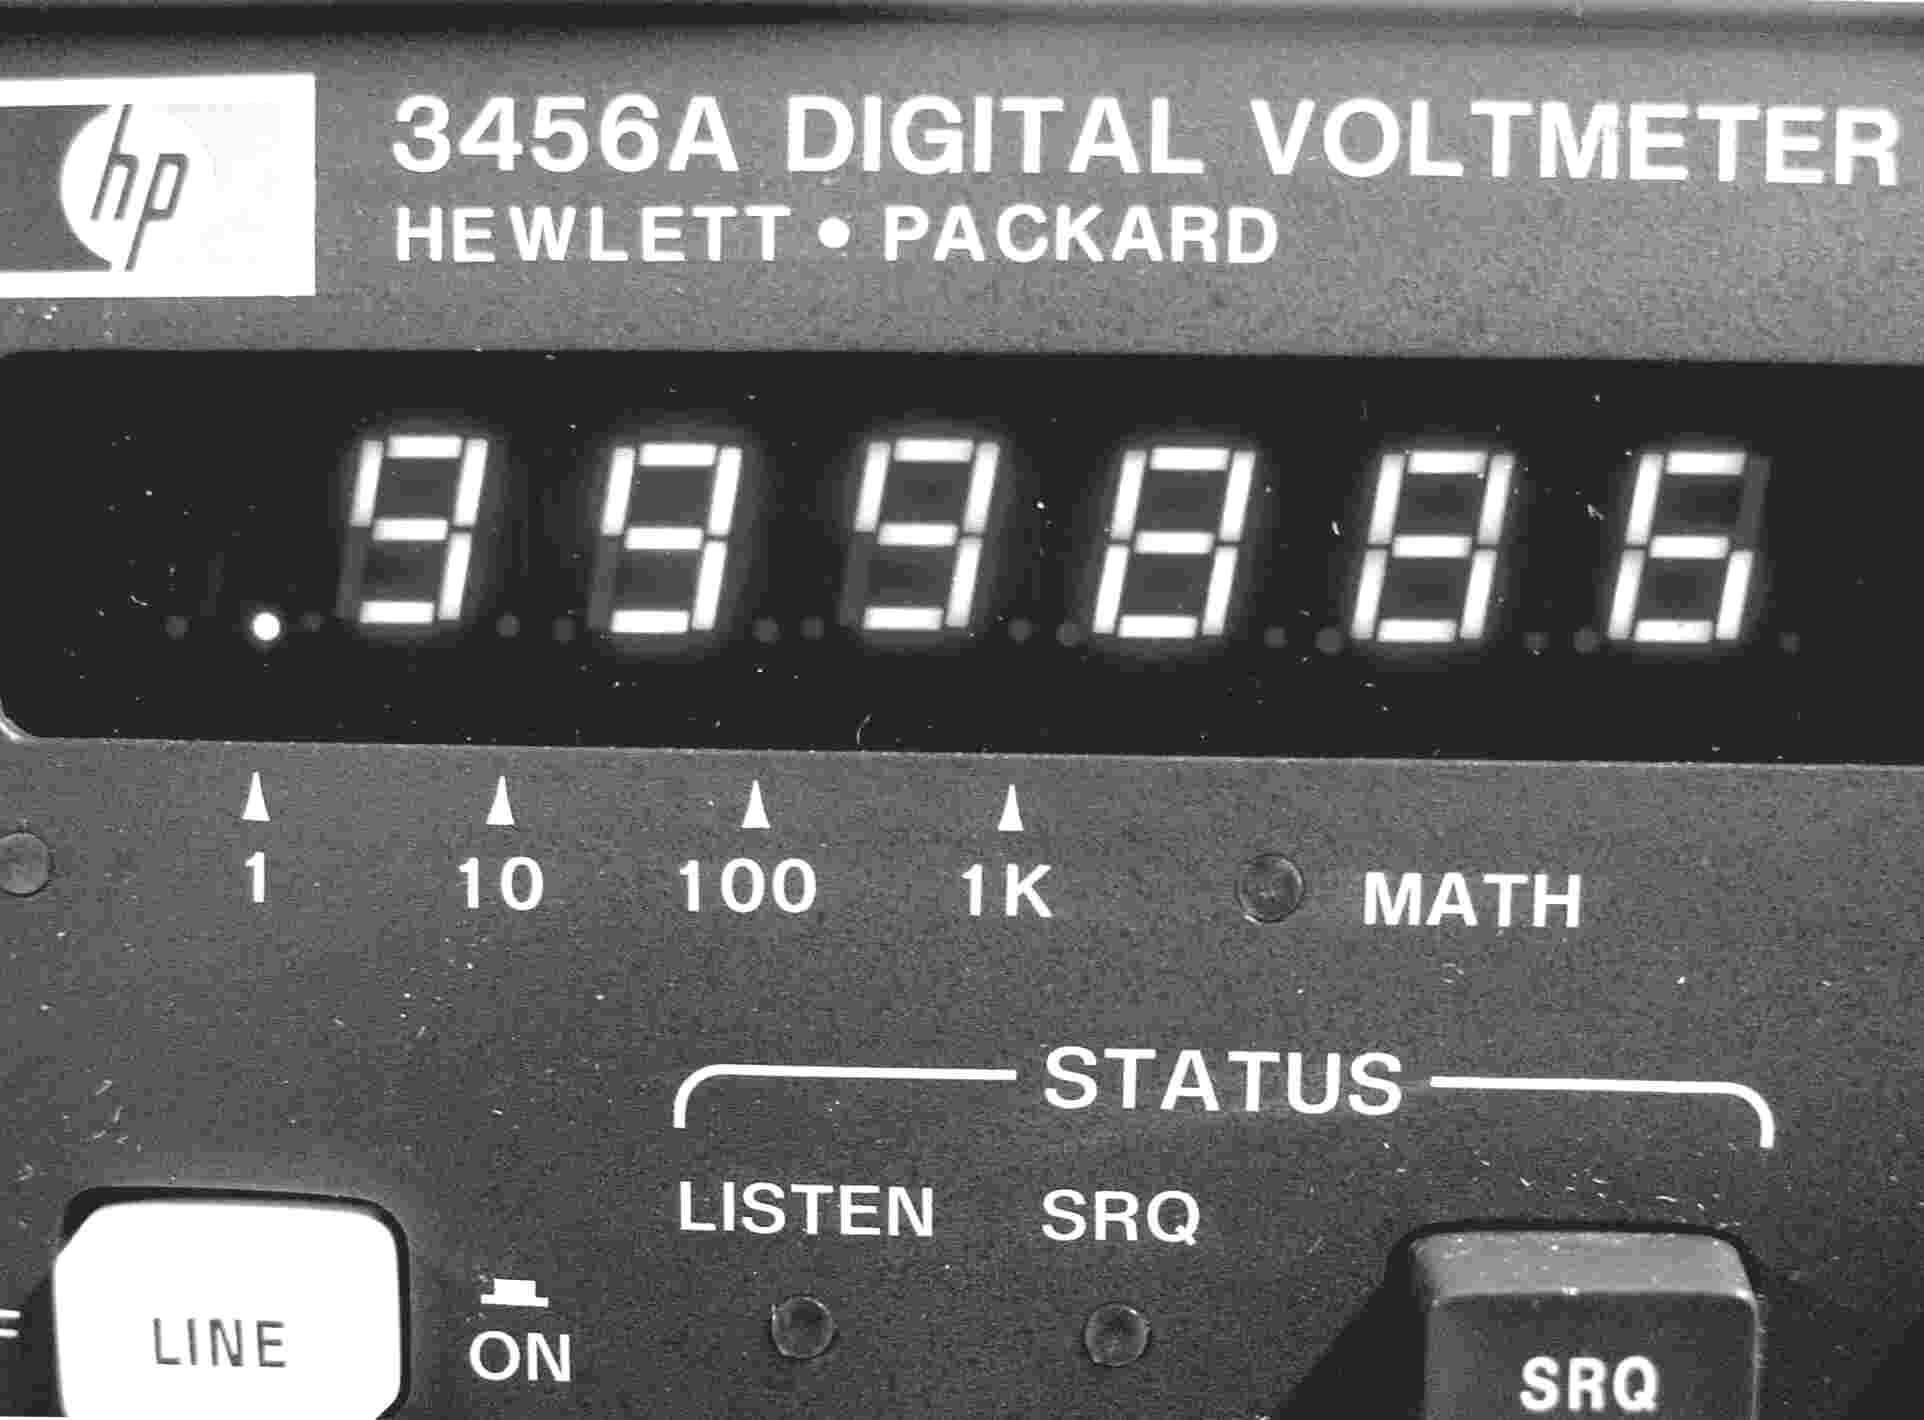 hp
3456A DIGITAL VOLTMETER
HEWLETT • PACKARD
.999886
1 10 100 1K MATH
STATUS
LISTEN SRQ
LINE ON SRQ